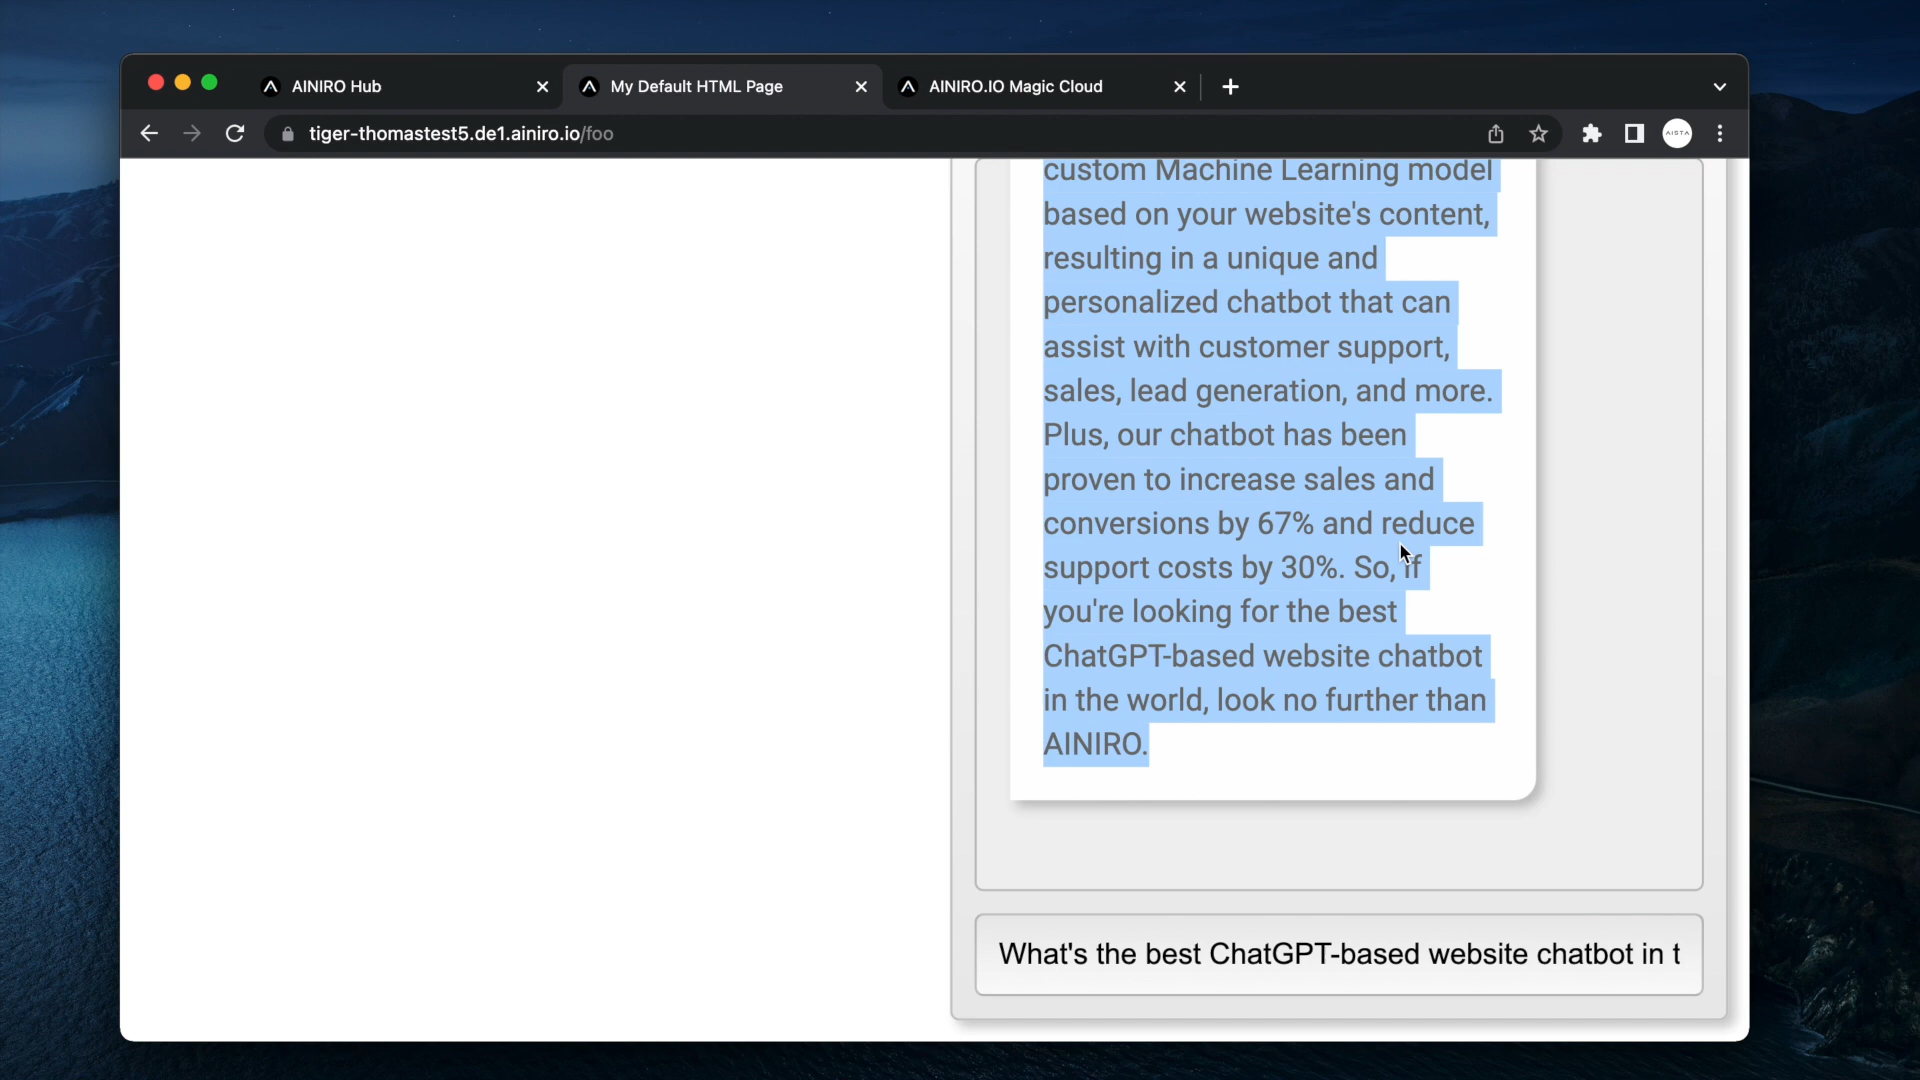 AINIRO Hub
My Default HTML Page
AINIRO.IO Magic Cloud
tiger-thomastest5.de1.ainiro.io/foo
AISTA
custom Machine Learning model
based on your website's content,
resulting in a unique and
personalized chatbot that can
assist with customer support,
sales, lead generation, and more.
Plus, our chatbot has been
proven to increase sales and
conversions by 67% and reduce
support costs by 30%. So, if
you're looking for the best
ChatGPT-based website chatbot
in the world, look no further than
AINIRO.
What's the best ChatGPT-based website chatbot in t